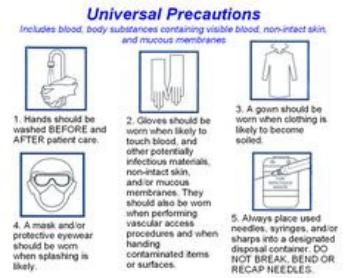 Universal Precautions
Includes blood, body substances containing visible blood, non-intact skin,
and mucous membranes
1. Hands should be
washed BEFORE and
AFTER patient care.
2. Gloves should be
worn when likely to
touch blood, and
other potentially
infectious materials,
non-intact skin,
and/or mucous
membranes. They
should also be worn
when performing
vascular access
procedures and when
handling
contaminated items
or surfaces.
3. A gown should be
worn when clothing is
likely to become
soiled.
4. A mask and/or
protective eyewear
should be worn
when splashing is
likely.
5. Always place used
needles, syringes, and/or
sharps into a designated
disposal container. DO
NOT BREAK, BEND OR
RECAP NEEDLES.